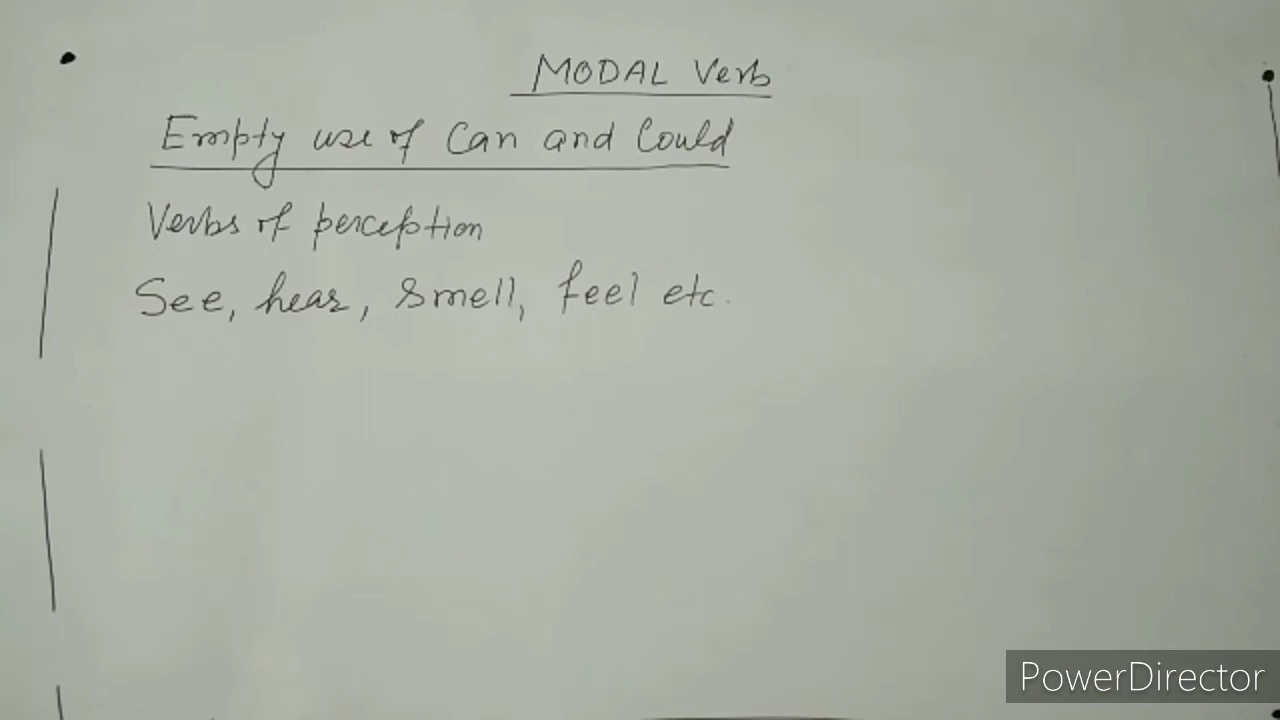 MODAL Verb
Empty use of Can and Could
Verbs of perception
See, hear, smell, feel etc.
PowerDirector